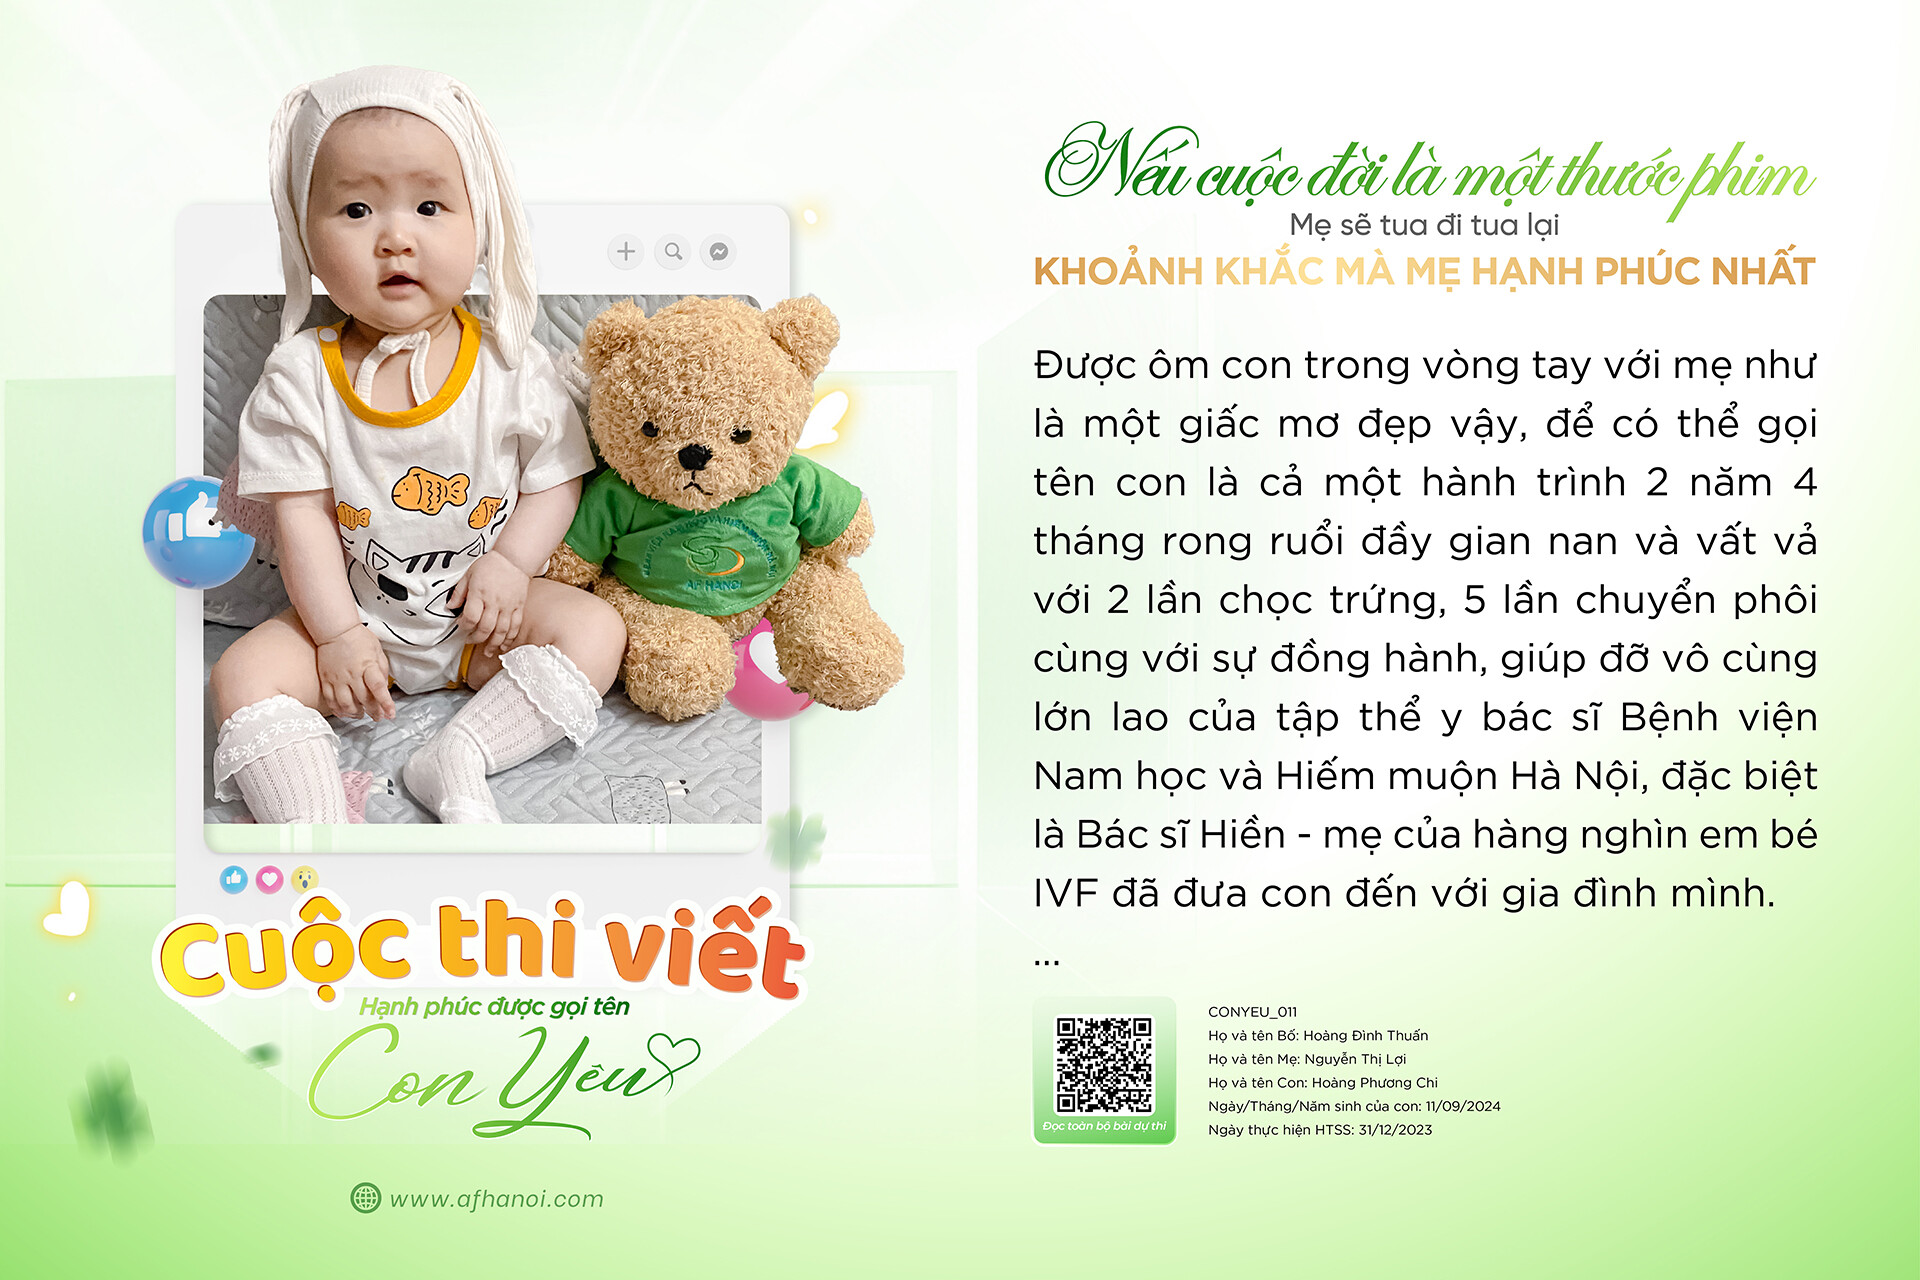 Nếu cuộc đời là một thước phim
Mẹ sẽ tua đi tua lại
KHOẢNH KHẮC MÀ MẸ HẠNH PHÚC NHẤT
Được ôm con trong vòng tay với mẹ như
là một giấc mơ đẹp vậy, để có thể gọi
tên con là cả một hành trình 2 năm 4
tháng rong ruổi đầy gian nan và vất vả
với 2 lần chọc trứng, 5 lần chuyển phôi
cùng với sự đồng hành, giúp đỡ vô cùng
lớn lao của tập thể y bác sĩ Bệnh viện
Nam học và Hiếm muộn Hà Nội, đặc biệt
là Bác sĩ Hiền - mẹ của hàng nghìn em bé
IVF đã đưa con đến với gia đình mình.
...
AF HANOI
Cuộc thi viết
Hạnh phúc được gọi tên
Con Yêu
www.afhanoi.com
Đọc toàn bộ bài dự thi
CONYEU_011
Họ và tên Bố: Hoàng Đình Thuấn
Họ và tên Mẹ: Nguyễn Thị Lợi
Họ và tên Con: Hoàng Phương Chi
Ngày/Tháng/Năm sinh của con: 11/09/2024
Ngày thực hiện HTSS: 31/12/2023